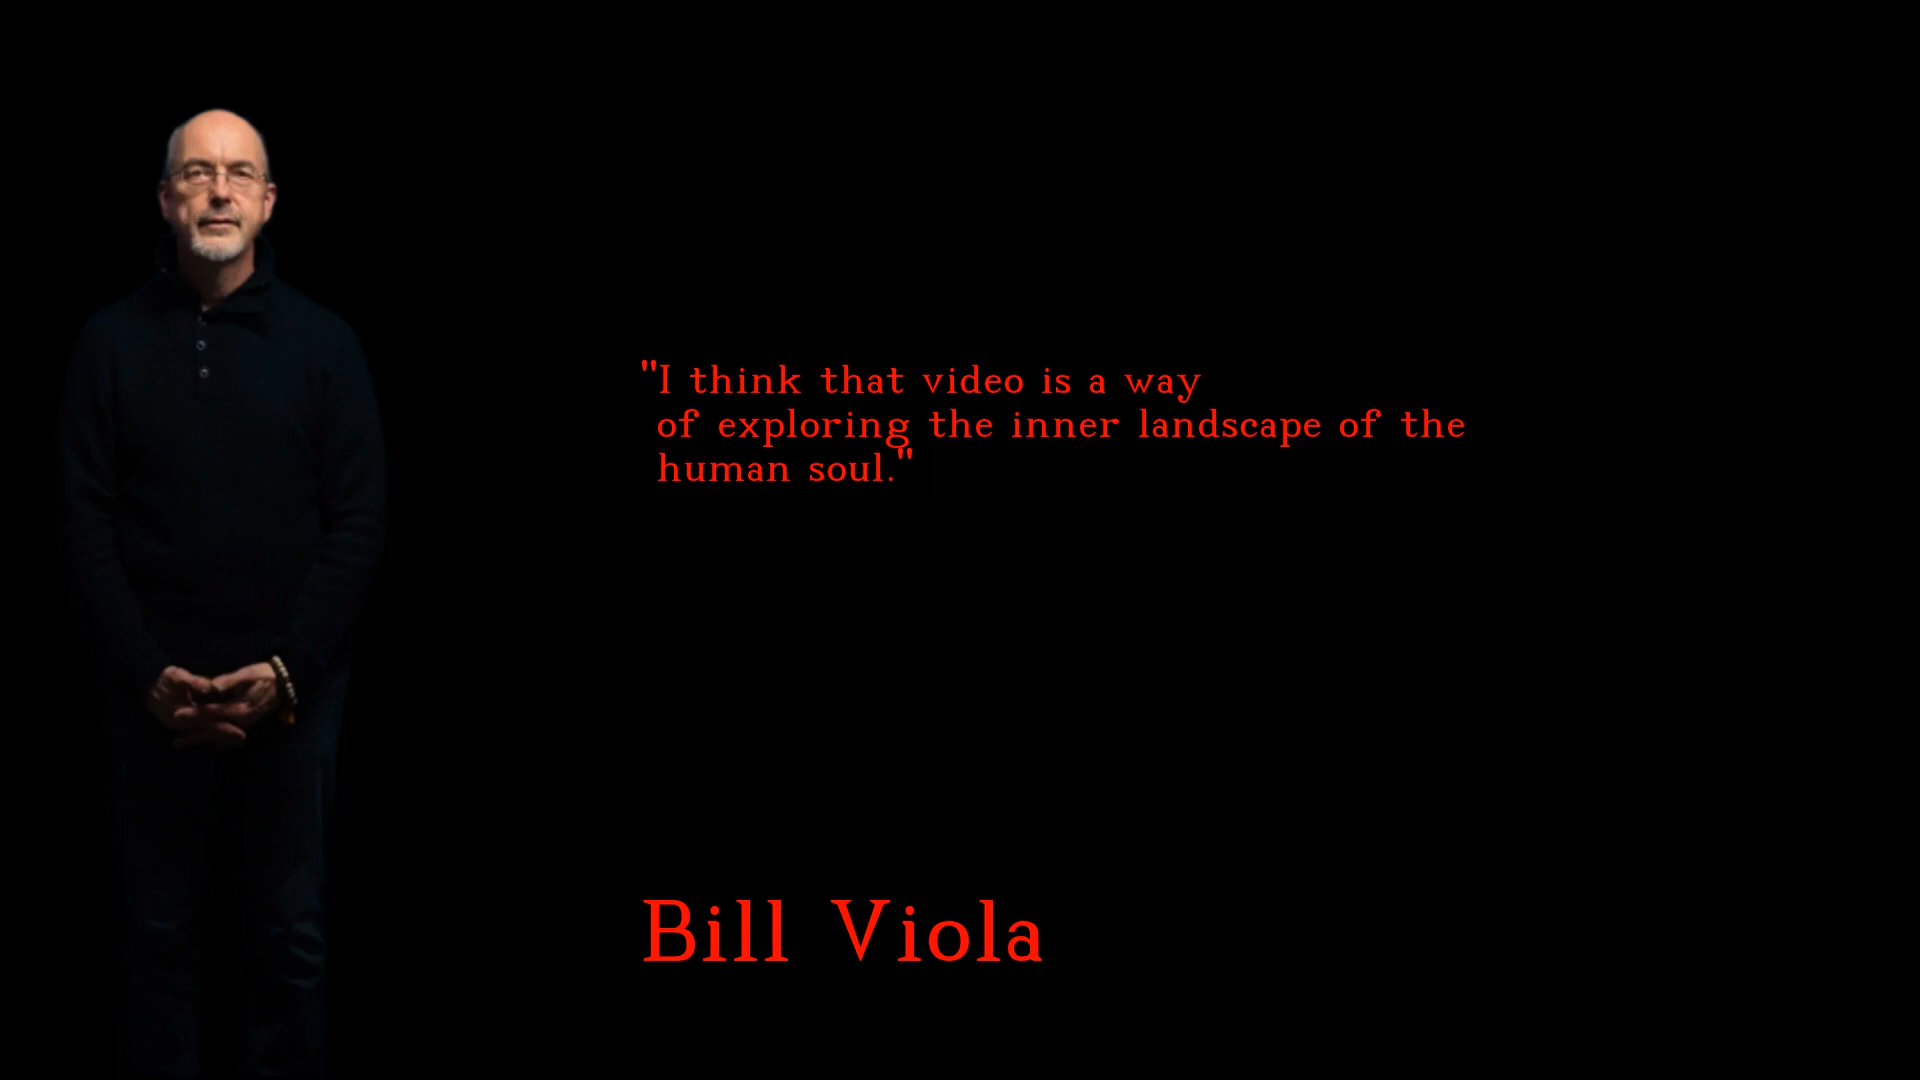 "I think that video is a way
of exploring the inner landscape of the
human soul."
Bill Viola